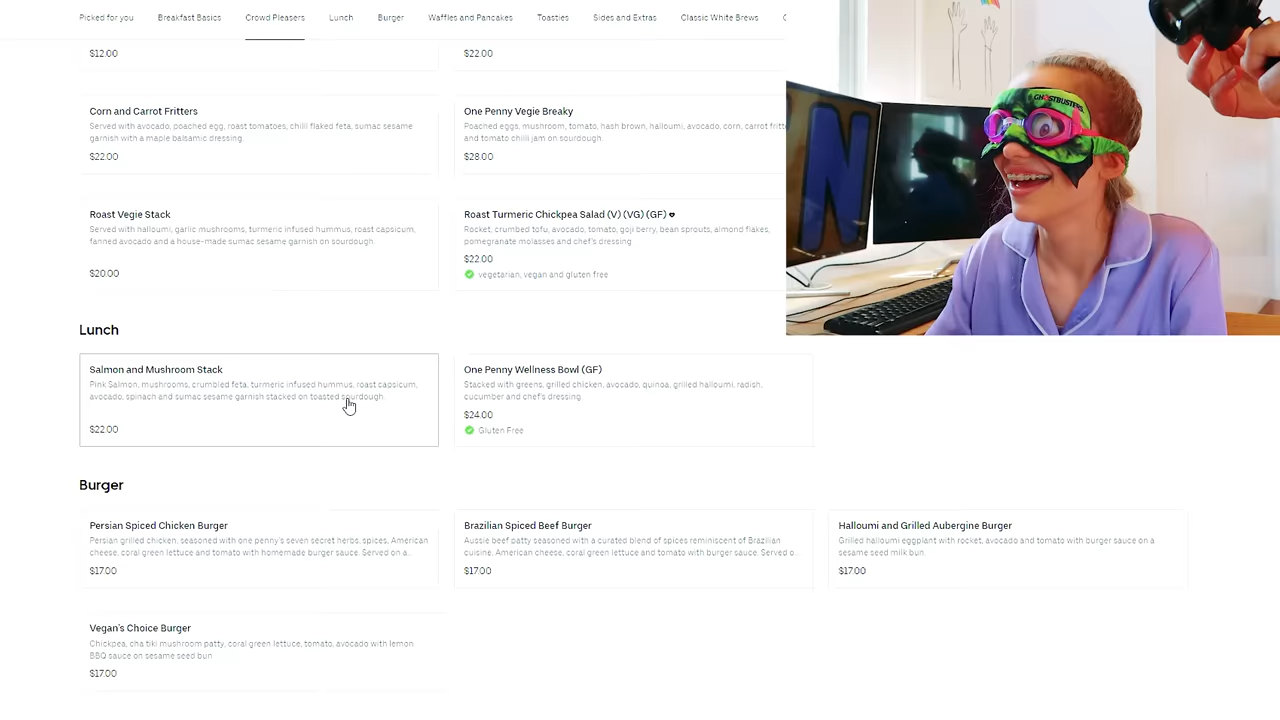 Picked for you Breakfast Basics Crowd Pleasers Lunch Burger Waffles and Pancakes Toasties Sides and Extras Classic White Brews
$12.00
$22.00
Corn and Carrot Fritters
Served with avocado, poached egg, roast tomatoes, chilli flaked feta, sumac sesame
garnish with a maple balsamic dressing.
$22.00
One Penny Vegie Breaky
Poached eggs, mushroom, tomato, hash brown, halloumi, avocado, corn, carrot fritte
and tomato chilli jam on sourdough.
$28.00
Roast Vegie Stack
Served with halloumi, garlic mushrooms, turmeric infused hummus, roast capsicum,
fanned avocado and a house-made sumac sesame garnish on sourdough.
$20.00
Roast Turmeric Chickpea Salad (V) (VG) (GF)
Rocket, crumbed tofu, avocado, tomato, goji berry, bean sprouts, almond flakes,
pomegranate molasses and chef's dressing
$22.00
vegetarian, vegan and gluten free
Lunch
Salmon and Mushroom Stack
Pink Salmon, mushrooms, crumbled feta, turmeric infused hummus, roast capsicum,
avocado, spinach and sumac sesame garnish stacked on toasted sourdough.
$22.00
One Penny Wellness Bowl (GF)
Stacked with greens, grilled chicken, avocado, quinoa, grilled halloumi, radish,
cucumber and chef's dressing
$24.00
Gluten Free
Burger
Persian Spiced Chicken Burger
Persian grilled chicken, seasoned with one penny's seven secret herbs, spices, American
cheese, coral green lettuce and tomato with homemade burger sauce. Served on a...
$17.00
Brazilian Spiced Beef Burger
Aussie beef patty seasoned with a curated blend of spices reminiscent of Brazilian
cuisine, American cheese, coral green lettuce and tomato with burger sauce. Served o...
$17.00
Halloumi and Grilled Aubergine Burger
Grilled halloumi eggplant with rocket, avocado and tomato with burger sauce on a
sesame seed milk bun.
$17.00
Vegan's Choice Burger
Chickpea, cha tiki mushroom patty, coral green lettuce, tomato, avocado with lemon
BBQ sauce on sesame seed bun
$17.00
GHOSTBUSTERS
N